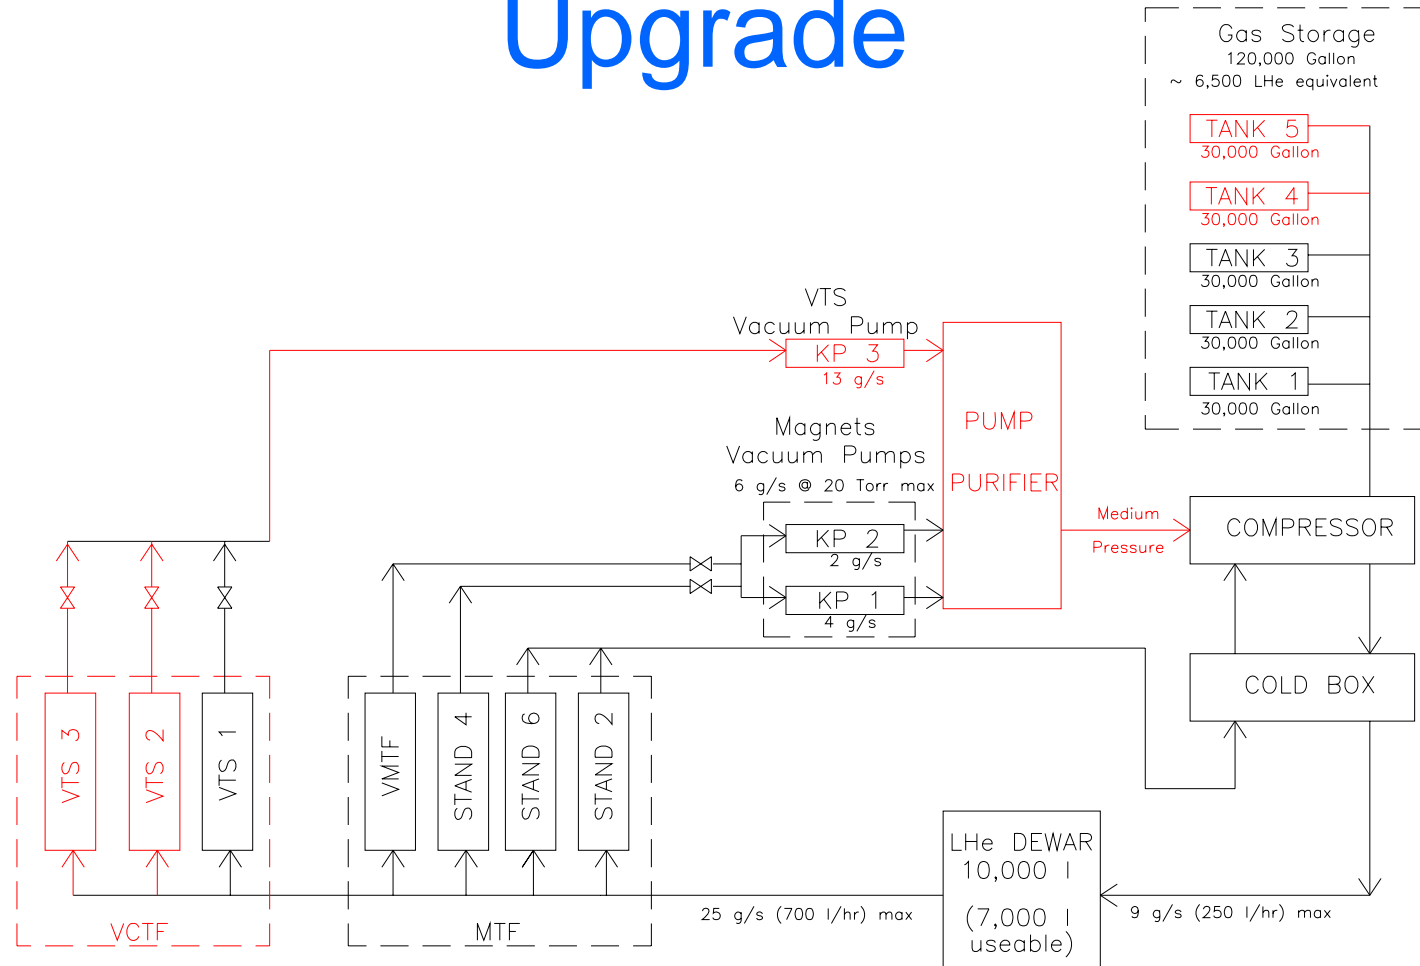 Upgrade
Gas Storage
120,000 Gallon
~ 6,500 LHe equivalent
TANK 5
30,000 Gallon
TANK 4
30,000 Gallon
TANK 3
30,000 Gallon
TANK 2
30,000 Gallon
TANK 1
30,000 Gallon
VTS
Vacuum Pump
KP 3
13 g/s
Magnets
Vacuum Pumps
6 g/s @ 20 Torr max
KP 2
2 g/s
KP 1
4 g/s
PUMP
PURIFIER
Medium
Pressure
COMPRESSOR
COLD BOX
VTS 3
VTS 2
VTS 1
VMTF
STAND 4
STAND 6
STAND 2
LHe DEWAR
10,000 l
(7,000 l
useable)
25 g/s (700 l/hr) max
9 g/s (250 l/hr) max
VCTF
MTF